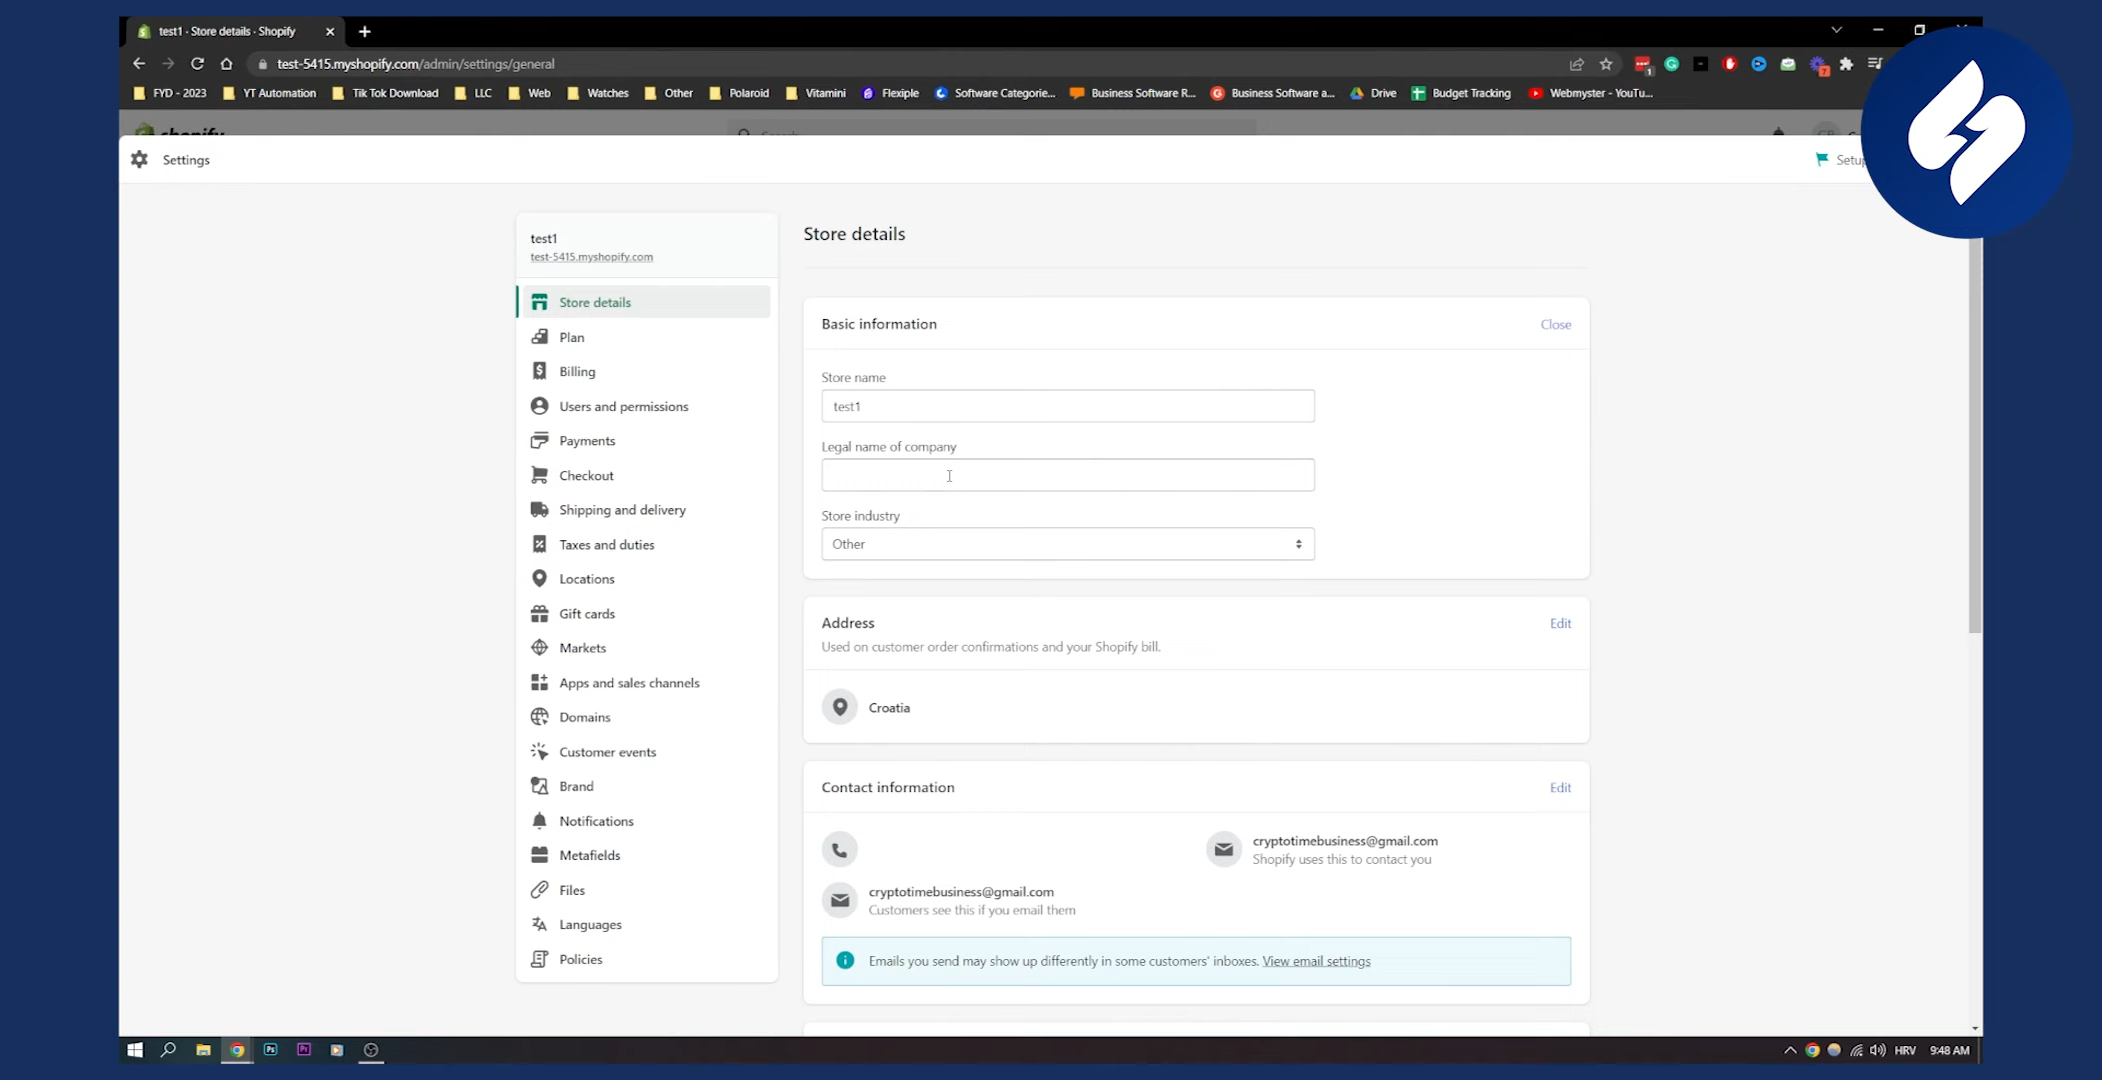 test1 · Store details · Shopify
test-5415.myshopify.com/admin/settings/general
FYD - 2023 YT Automation Tik Tok Download LLC Web Watches Other Polaroid Vitamini Flexiple Software Categorie... Business Software R... Business Software a... Drive Budget Tracking Webmyster - YouTu...
shopify Search
Settings
test1
test-5415.myshopify.com
Store details
Plan
Billing
Users and permissions
Payments
Checkout
Shipping and delivery
Taxes and duties
Locations
Gift cards
Markets
Apps and sales channels
Domains
Customer events
Brand
Notifications
Metafields
Files
Languages
Policies
Store details
Basic information Close
Store name
test1
Legal name of company
Store industry
Other
Address Edit
Used on customer order confirmations and your Shopify bill.
Croatia
Contact information Edit
cryptotimebusiness@gmail.com
Shopify uses this to contact you
cryptotimebusiness@gmail.com
Customers see this if you email them
Emails you send may show up differently in some customers' inboxes. View email settings
HRV 9:48 AM